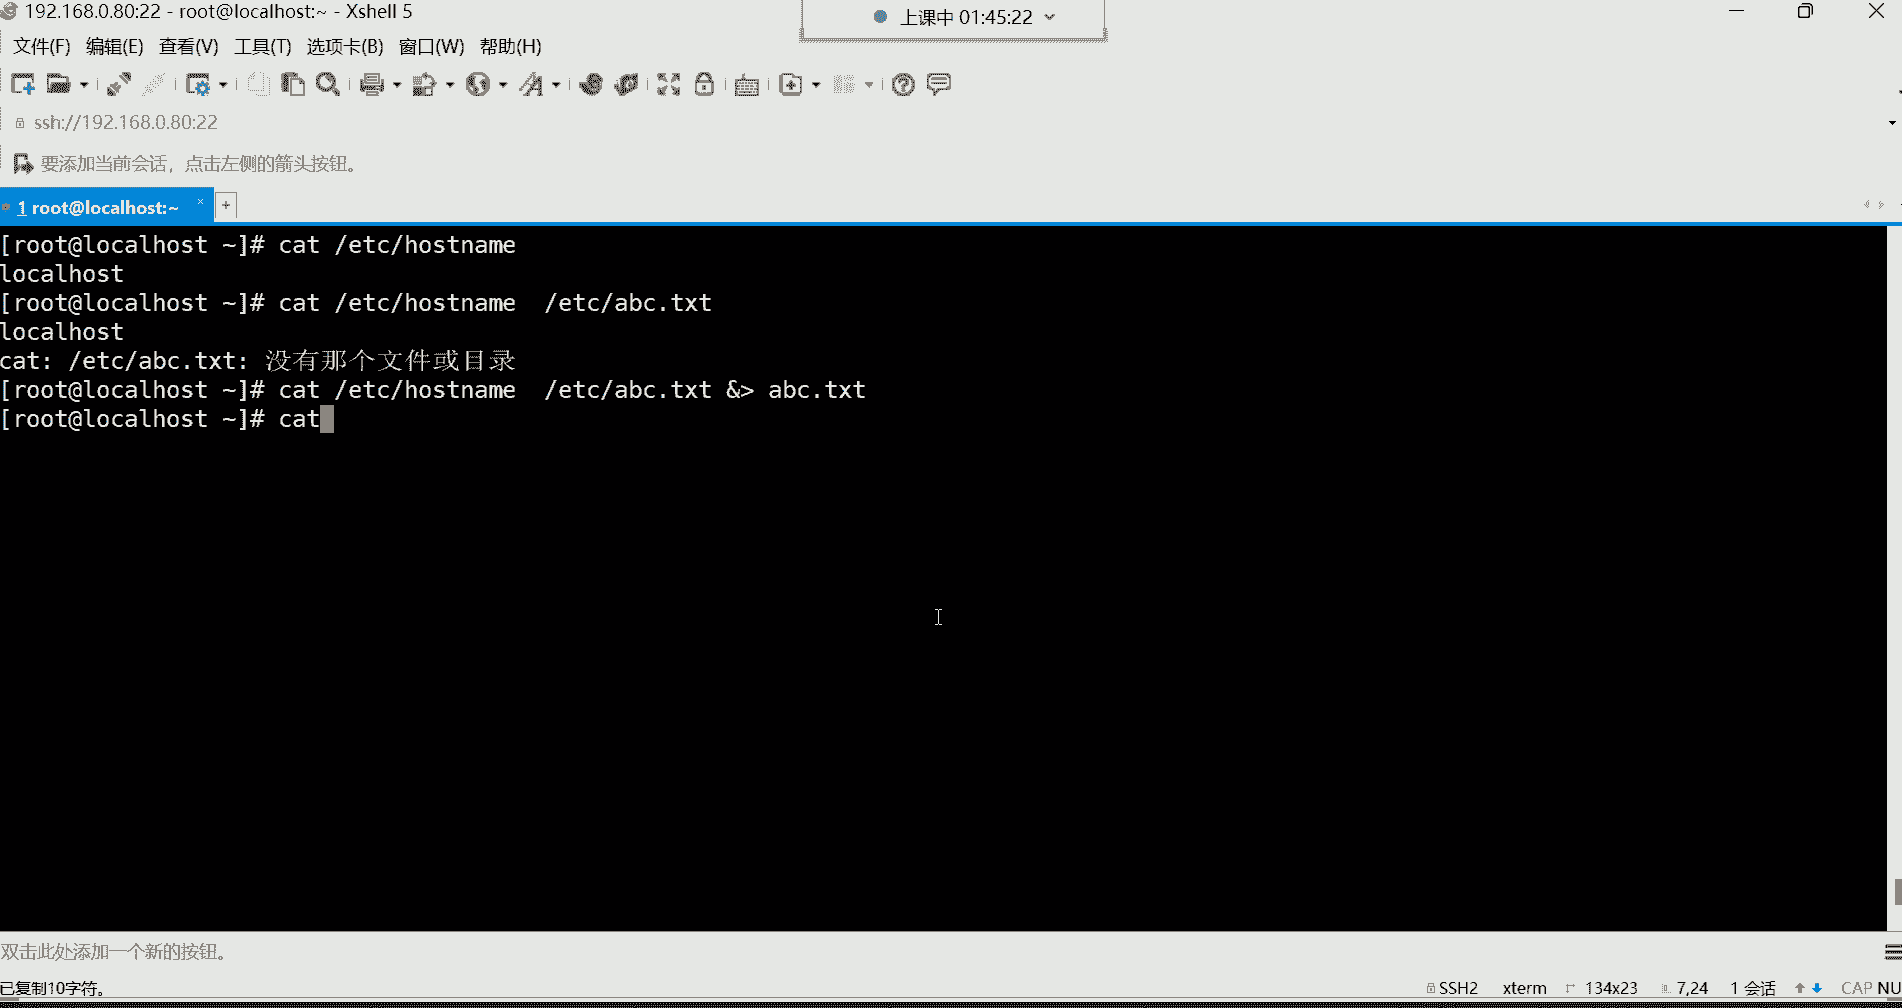 192.168.0.80:22 - root@localhost:~ - Xshell 5
上课中 01:45:22
文件(F) 编辑(E) 查看(V) 工具(T) 选项卡(B) 窗口(W) 帮助(H)
ssh://192.168.0.80:22
要添加当前会话，点击左侧的箭头按钮。
1 root@localhost:~
[root@localhost ~]# cat /etc/hostname
localhost
[root@localhost ~]# cat /etc/hostname  /etc/abc.txt
localhost
cat: /etc/abc.txt: 没有那个文件或目录
[root@localhost ~]# cat /etc/hostname  /etc/abc.txt &> abc.txt
[root@localhost ~]# cat
双击此处添加一个新的按钮。
已复制10字符。 SSH2 xterm 134x23 7,24 1 会话 CAP NU